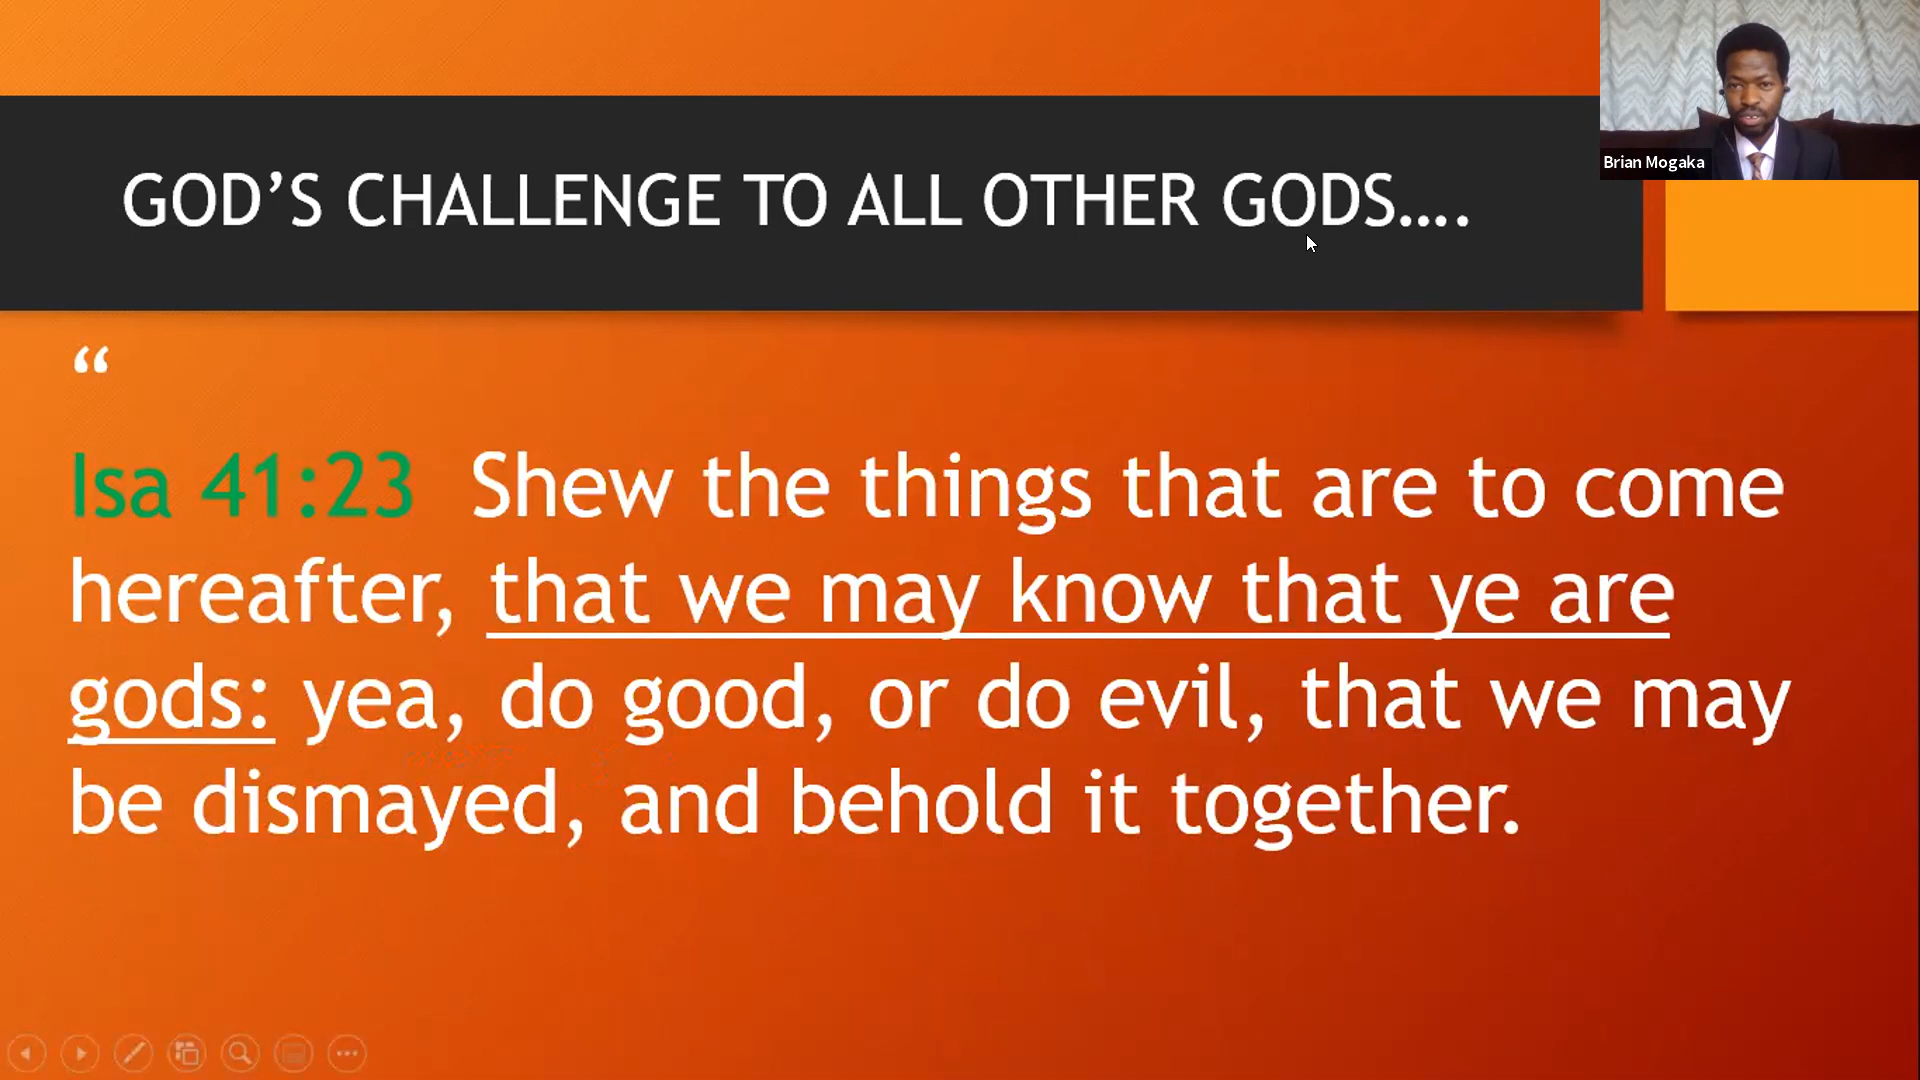 Brian Mogaka
GOD’S CHALLENGE TO ALL OTHER GODS….
“
Isa 41:23 Shew the things that are to come
hereafter, that we may know that ye are
gods: yea, do good, or do evil, that we may
be dismayed, and behold it together.